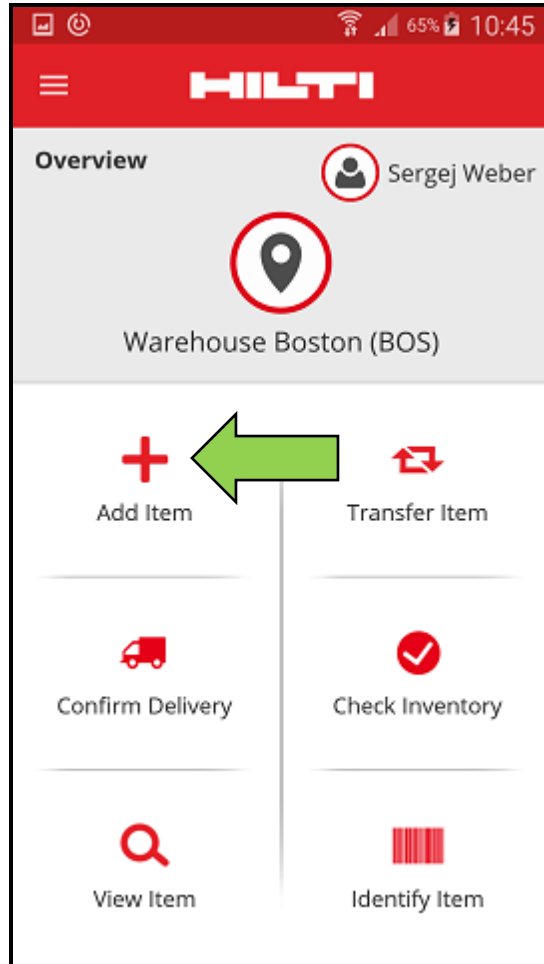 65% 10:45
HILTI
Overview
Sergej Weber
Warehouse Boston (BOS)
Add Item
Transfer Item
Confirm Delivery
Check Inventory
View Item
Identify Item